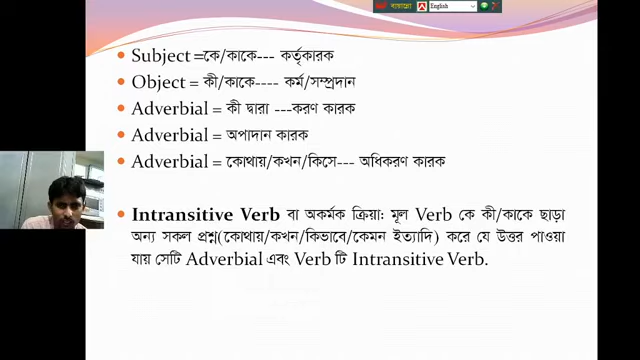 বাংলা English
Subject =কে/কাকে--- কর্তৃকারক
Object = কী/কাকে---- কর্ম/সম্প্রদান
Adverbial = কী দ্বারা ---করণ কারক
Adverbial = অপাদান কারক
Adverbial = কোথায়/কখন/কিসে--- অধিকরণ কারক
Intransitive Verb বা অকর্মক ক্রিয়া: মূল Verb কে কী/কাকে ছাড়া
অন্য সকল প্রশ্ন(কোথায়/কখন/কিভাবে/কেমন ইত্যাদি) করে যে উত্তর পাওয়া
যায় সেটি Adverbial এবং Verb টি Intransitive Verb.